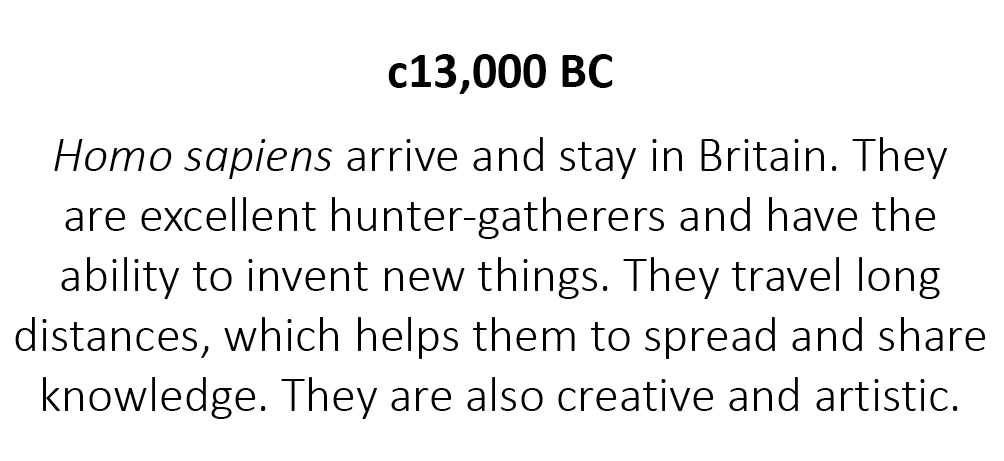 c13,000 BC
Homo sapiens arrive and stay in Britain. They
are excellent hunter-gatherers and have the
ability to invent new things. They travel long
distances, which helps them to spread and share
knowledge. They are also creative and artistic.